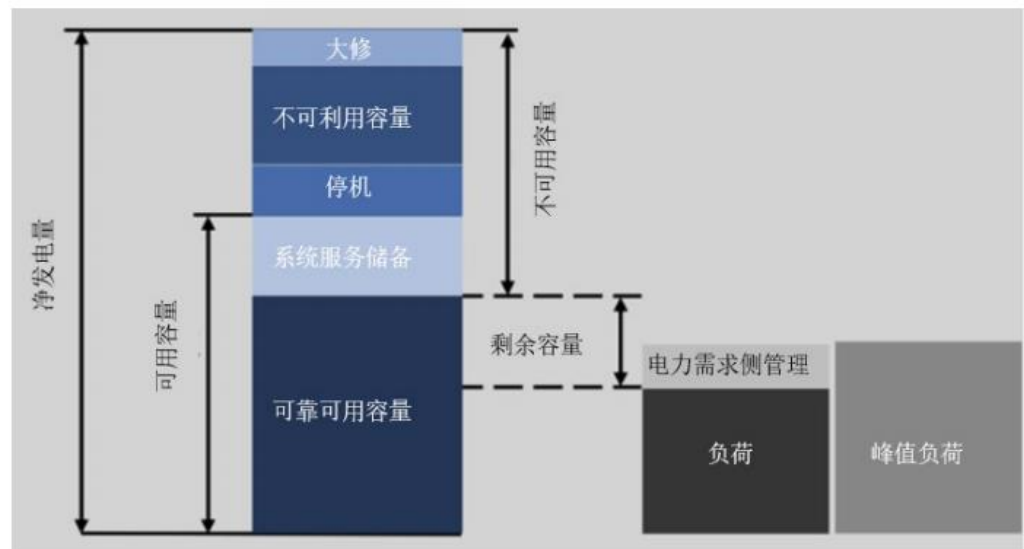 大修
不可利用容量
停机
系统服务储备
可靠可用容量
净发电量
可用容量
不可用容量
剩余容量
电力需求侧管理
负荷
峰值负荷